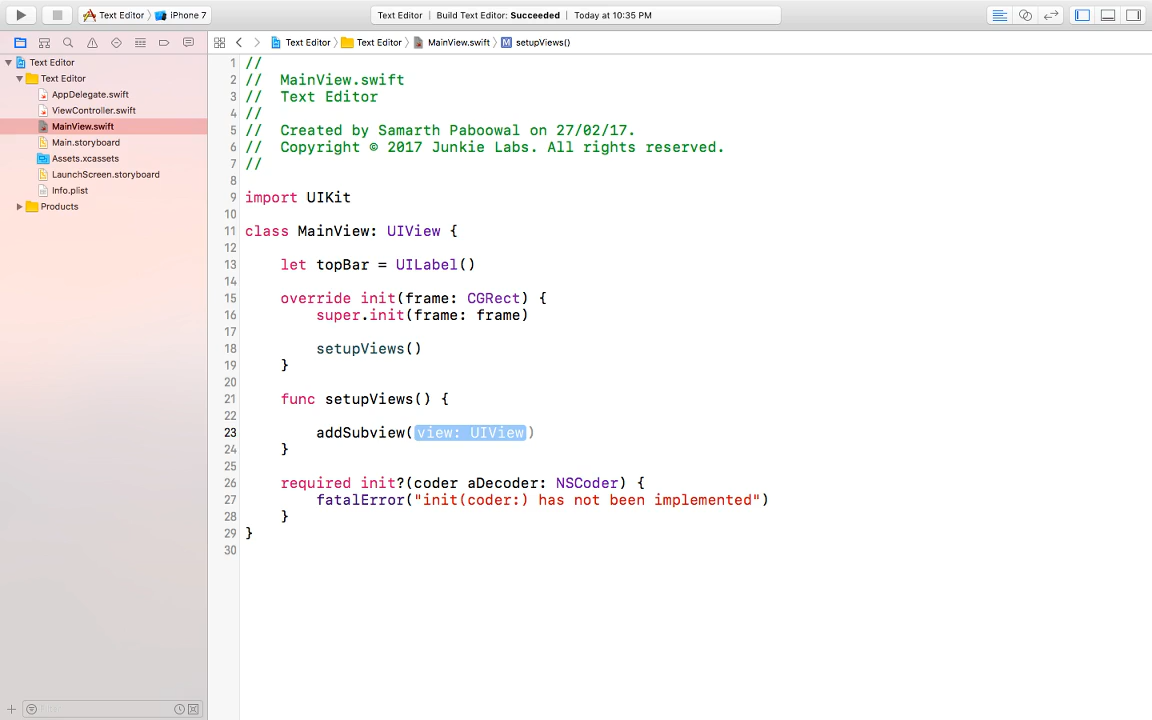 Text Editor iPhone 7
Text Editor Build Text Editor: Succeeded Today at 10:35 PM
Text Editor Text Editor MainView.swift M setupViews()
Text Editor
Text Editor
AppDelegate.swift
ViewController.swift
MainView.swift
Main.storyboard
Assets.xcassets
LaunchScreen.storyboard
Info.plist
Products
1 //
2 //  MainView.swift
3 //  Text Editor
4 //
5 //  Created by Samarth Paboowal on 27/02/17.
6 //  Copyright © 2017 Junkie Labs. All rights reserved.
7 //
8
9 import UIKit
10
11 class MainView: UIView {
12
13     let topBar = UILabel()
14
15     override init(frame: CGRect) {
16         super.init(frame: frame)
17
18         setupViews()
19     }
20
21     func setupViews() {
22
23         addSubview(view: UIView)
24     }
25
26     required init?(coder aDecoder: NSCoder) {
27         fatalError("init(coder:) has not been implemented")
28     }
29 }
30
Filter